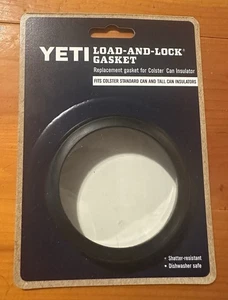 YETI LOAD-AND-LOCK®
GASKET
Replacement gasket for Colster® Can Insulator
FITS COLSTER STANDARD CAN AND TALL CAN INSULATORS
• Shatter-resistant
• Dishwasher safe